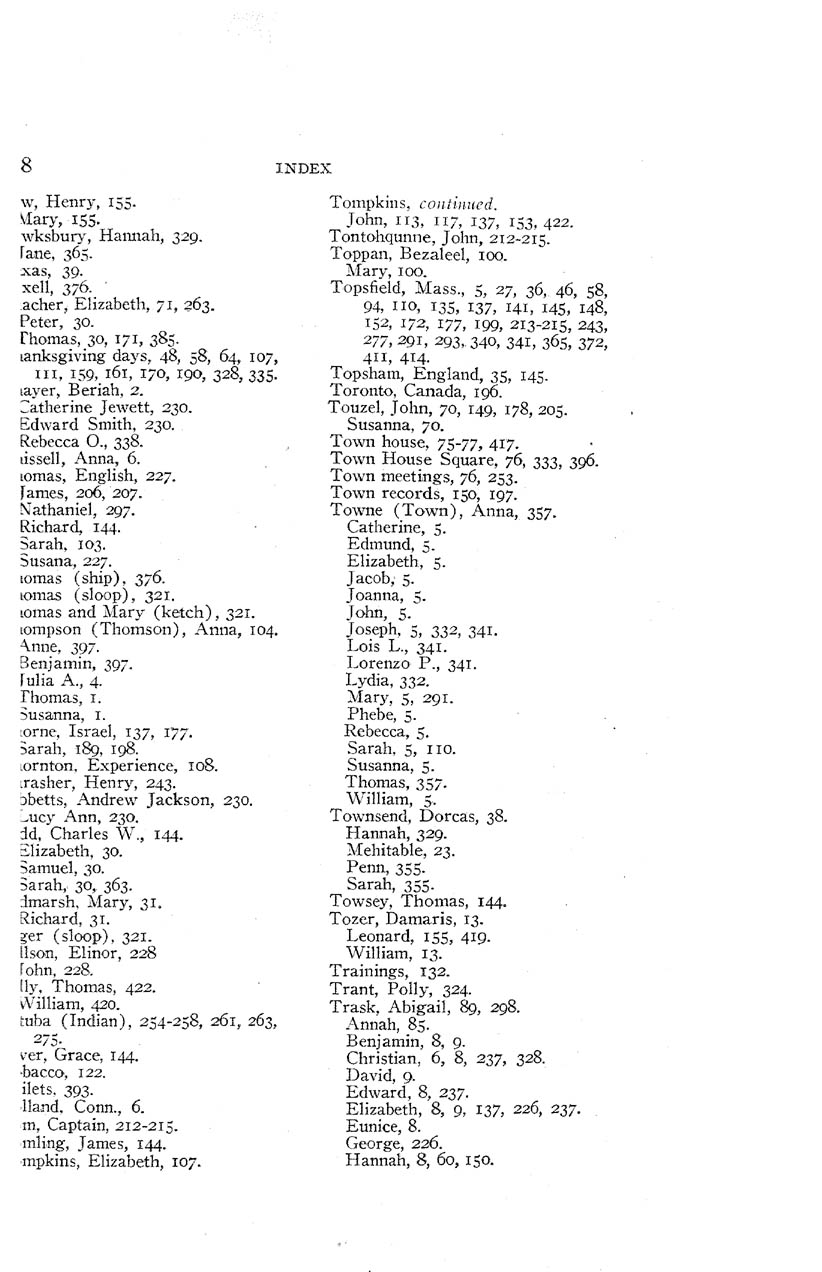 8
INDEX
w, Henry, 155.
Mary, 155.
wksbury, Hannah, 329.
Jane, 365.
xas, 39.
xell, 376.
acher, Elizabeth, 71, 263.
Peter, 30.
Thomas, 30, 171, 385.
anksgiving days, 48, 58, 64, 107,
111, 159, 161, 170, 190, 328, 335.
ayer, Beriah, 2.
Catherine Jewett, 230.
Edward Smith, 230.
Rebecca O., 338.
issell, Anna, 6.
omas, English, 227.
James, 206, 207.
Nathaniel, 297.
Richard, 144.
Sarah, 103.
Susana, 227.
omas (ship), 376.
omas (sloop), 321.
omas and Mary (ketch), 321.
ompson (Thomson), Anna, 104.
Anne, 397.
Benjamin, 397.
Julia A., 4.
Thomas, 1.
Susanna, 1.
orne, Israel, 137, 177.
Sarah, 189, 198.
ornton, Experience, 108.
rasher, Henry, 243.
bbetts, Andrew Jackson, 230.
Lucy Ann, 230.
dd, Charles W., 144.
Elizabeth, 30.
Samuel, 30.
Sarah, 30, 363.
dmarsh, Mary, 31.
Richard, 31.
ger (sloop), 321.
llson, Elinor, 228
John, 228.
lly, Thomas, 422.
William, 420.
tuba (Indian), 254-258, 261, 263,
275.
ver, Grace, 144.
bacco, 122.
ilets, 393.
lland, Conn., 6.
m, Captain, 212-215.
mling, James, 144.
mpkins, Elizabeth, 107.
Tompkins, continued.
John, 113, 117, 137, 153, 422.
Tontohqunne, John, 212-215.
Toppan, Bezaleel, 100.
Mary, 100.
Topsfield, Mass., 5, 27, 36, 46, 58,
94, 110, 135, 137, 141, 145, 148,
152, 172, 177, 199, 213-215, 243,
277, 291, 293, 340, 341, 365, 372,
411, 414.
Topsham, England, 35, 145.
Toronto, Canada, 196.
Touzel, John, 70, 149, 178, 205.
Susanna, 70.
Town house, 75-77, 417.
Town House Square, 76, 333, 396.
Town meetings, 76, 253.
Town records, 150, 197.
Towne (Town), Anna, 357.
Catherine, 5.
Edmund, 5.
Elizabeth, 5.
Jacob, 5.
Joanna, 5.
John, 5.
Joseph, 5, 332, 341.
Lois L., 341.
Lorenzo P., 341.
Lydia, 332.
Mary, 5, 291.
Phebe, 5.
Rebecca, 5.
Sarah, 5, 110.
Susanna, 5.
Thomas, 357.
William, 5.
Townsend, Dorcas, 38.
Hannah, 329.
Mehitable, 23.
Penn, 355.
Sarah, 355.
Towsey, Thomas, 144.
Tozer, Damaris, 13.
Leonard, 155, 419.
William, 13.
Trainings, 132.
Trant, Polly, 324.
Trask, Abigail, 89, 298.
Annah, 85.
Benjamin, 8, 9.
Christian, 6, 8, 237, 328.
David, 9.
Edward, 8, 237.
Elizabeth, 8, 9, 137, 226, 237.
Eunice, 8.
George, 226.
Hannah, 8, 60, 150.